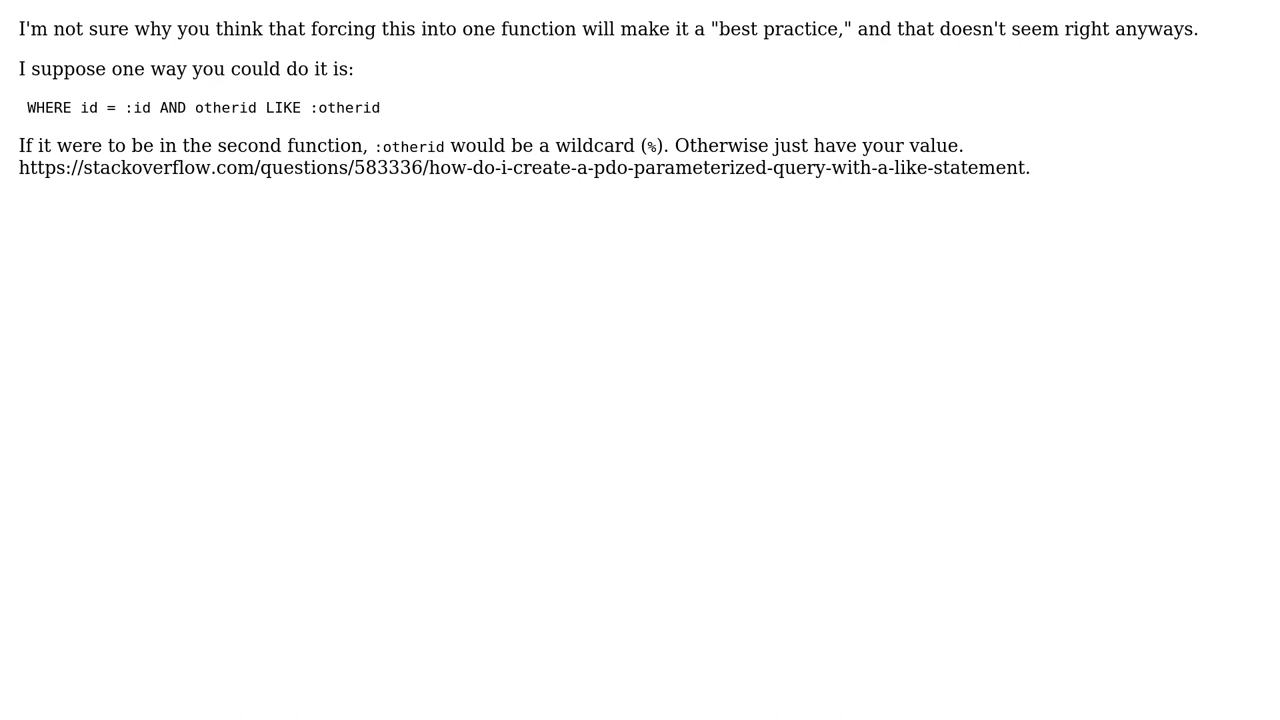 I'm not sure why you think that forcing this into one function will make it a "best practice," and that doesn't seem right anyways.
I suppose one way you could do it is:
WHERE id = :id AND otherid LIKE :otherid
If it were to be in the second function, :otherid would be a wildcard (%). Otherwise just have your value.
https://stackoverflow.com/questions/583336/how-do-i-create-a-pdo-parameterized-query-with-a-like-statement.